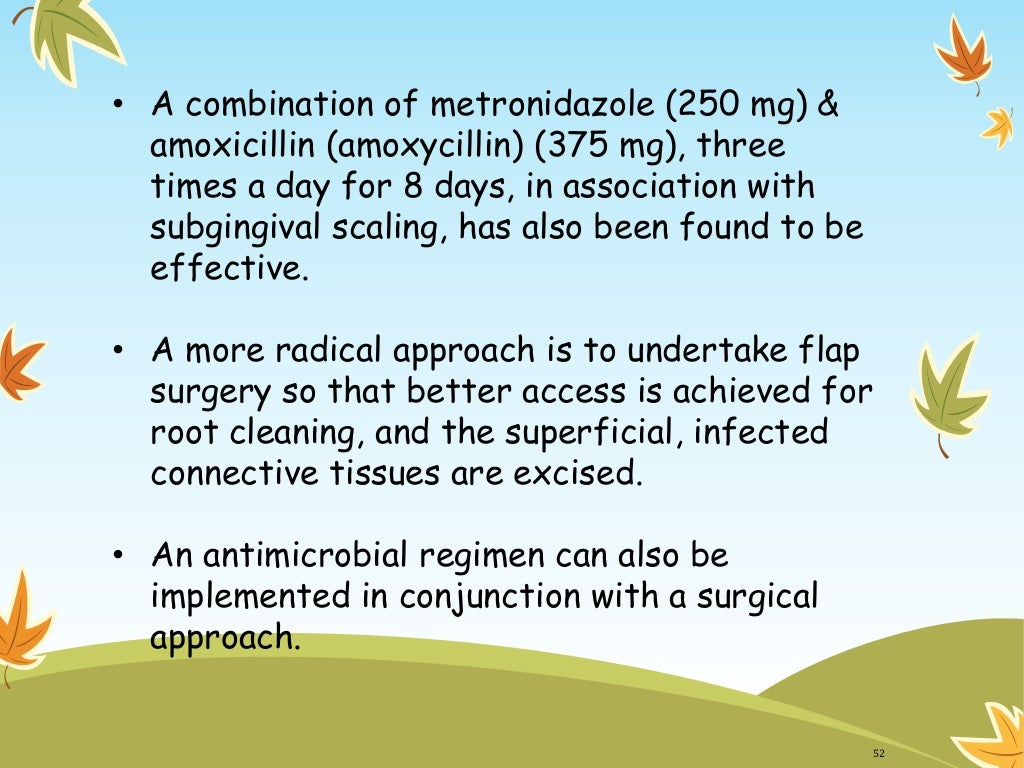 • A combination of metronidazole (250 mg) &
amoxicillin (amoxycillin) (375 mg), three
times a day for 8 days, in association with
subgingival scaling, has also been found to be
effective.
• A more radical approach is to undertake flap
surgery so that better access is achieved for
root cleaning, and the superficial, infected
connective tissues are excised.
• An antimicrobial regimen can also be
implemented in conjunction with a surgical
approach.
52